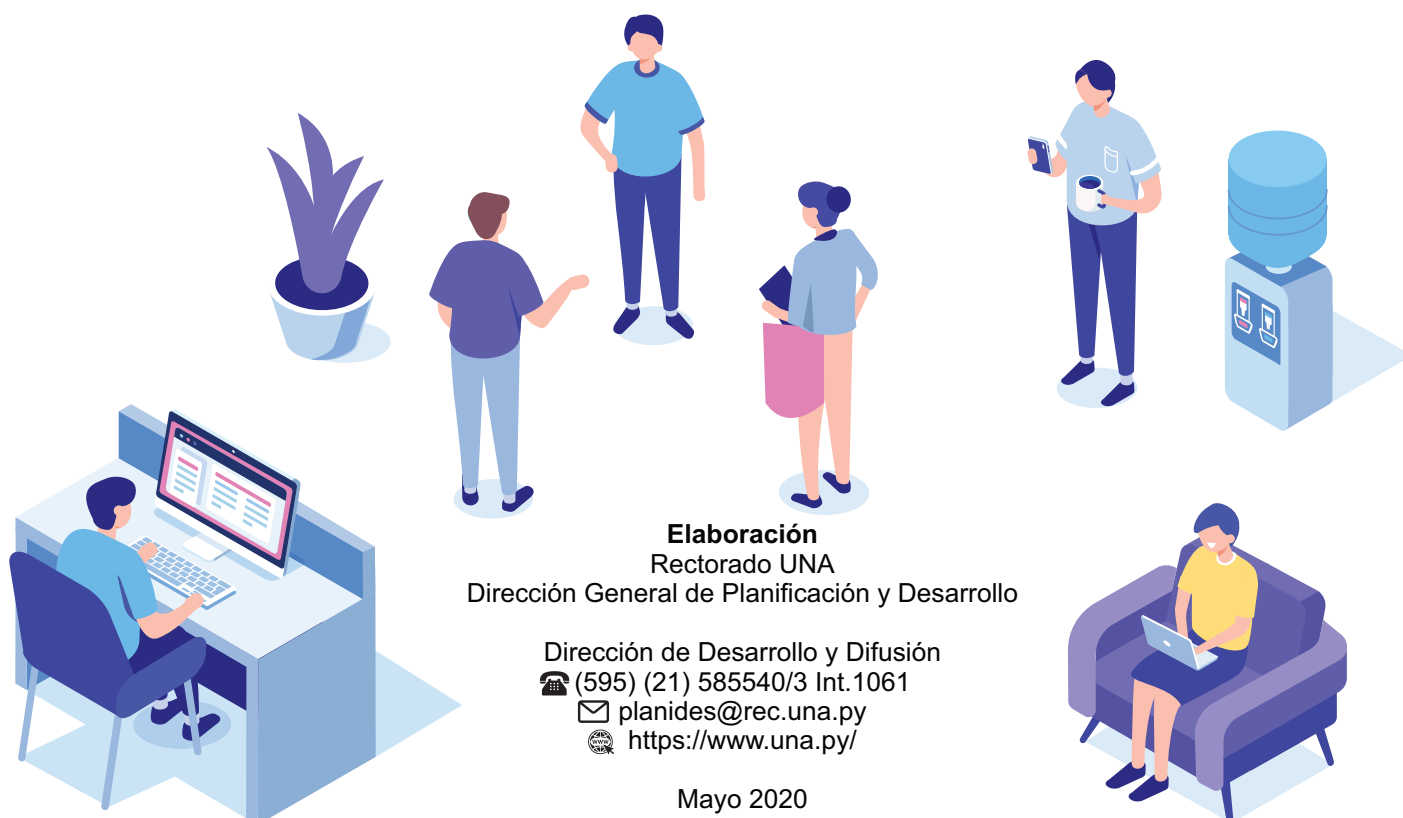 Elaboración
Rectorado UNA
Dirección General de Planificación y Desarrollo
Dirección de Desarrollo y Difusión
(595) (21) 585540/3 Int.1061
planides@rec.una.py
www https://www.una.py/
Mayo 2020